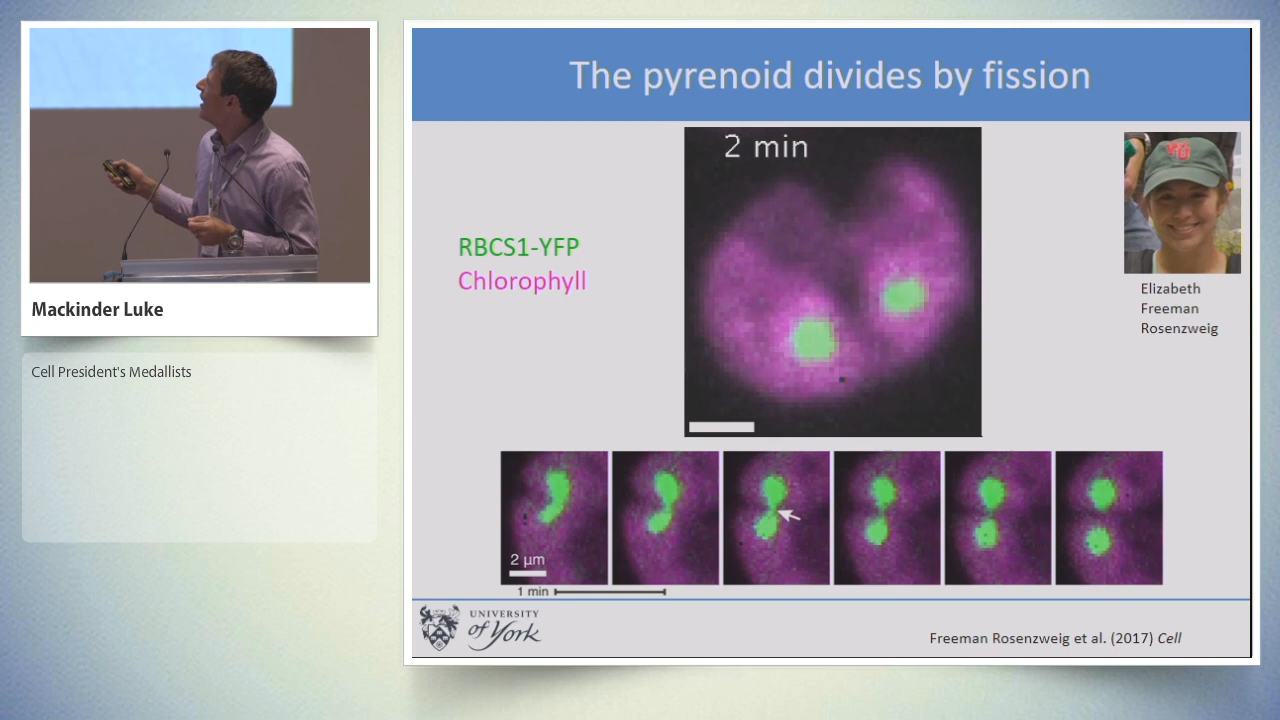 Mackinder Luke
Cell President's Medallists
The pyrenoid divides by fission
2 min
RBCS1-YFP
Chlorophyll
Elizabeth
Freeman
Rosenzweig
2 µm
1 min
UNIVERSITY
of York
Freeman Rosenzweig et al. (2017) Cell